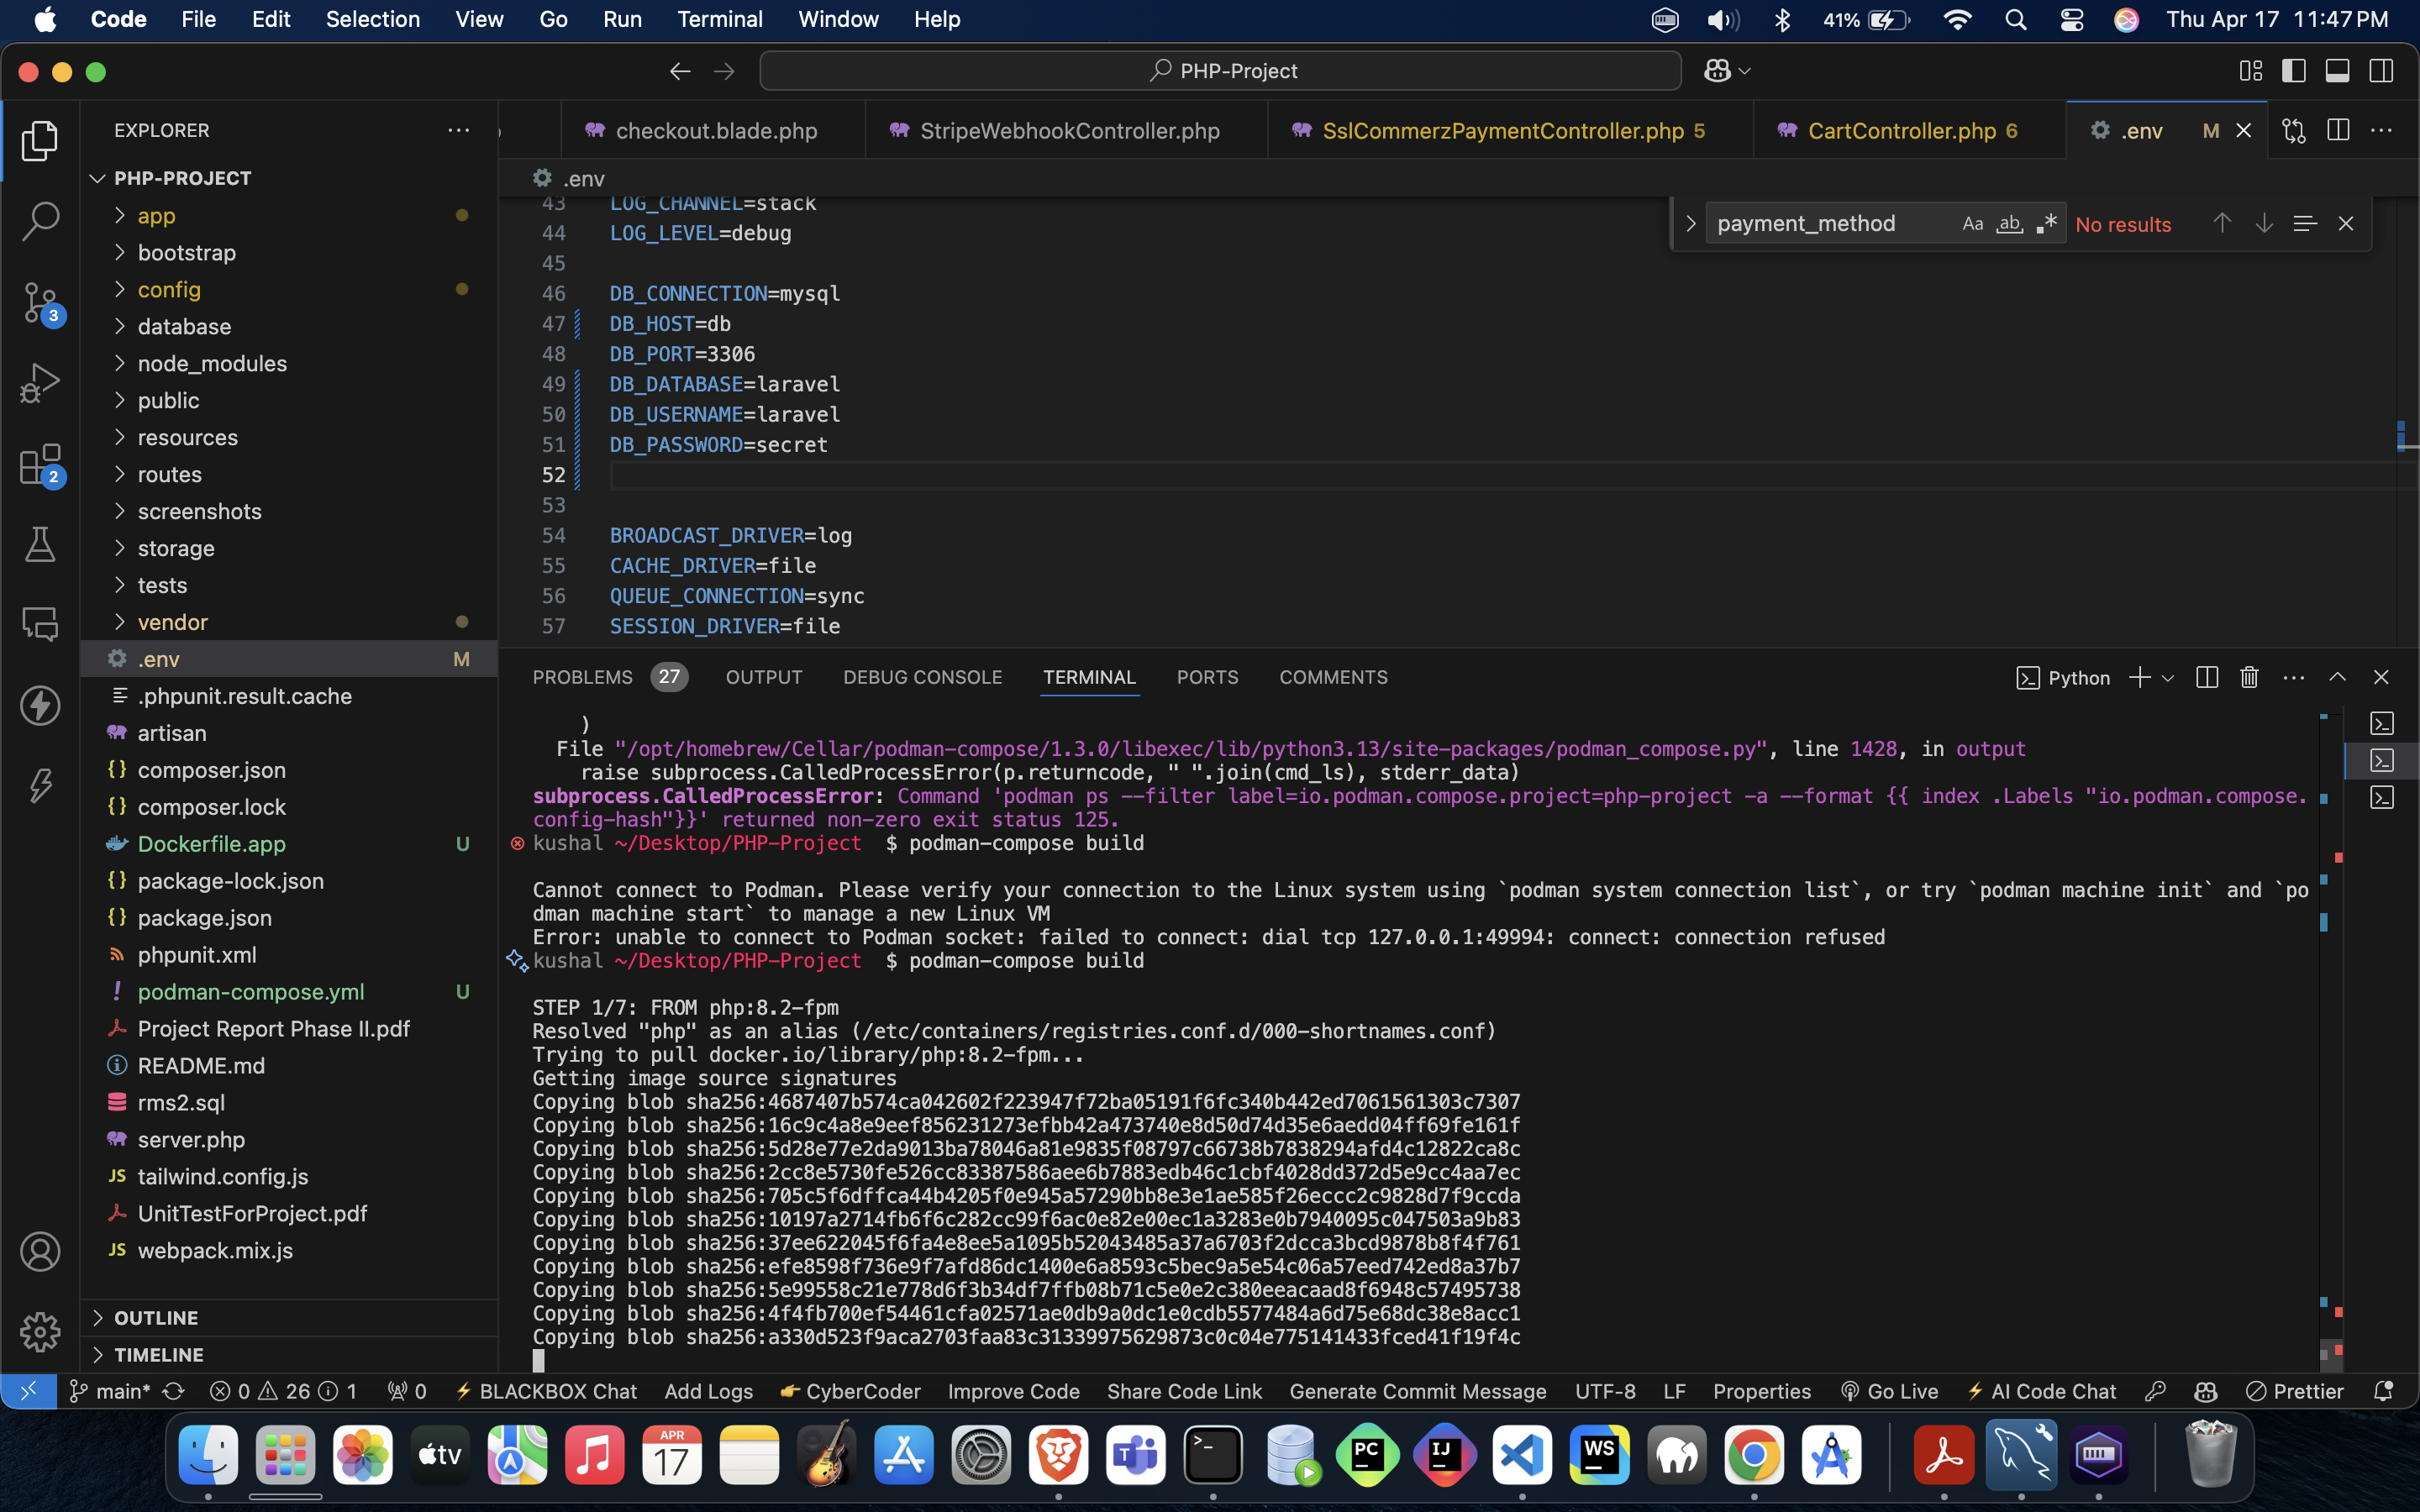 Code File Edit Selection View Go Run Terminal Window Help 41% Thu Apr 17 11:47 PM
PHP-Project
EXPLORER
PHP-PROJECT
app
bootstrap
config
database
node_modules
public
resources
routes
screenshots
storage
tests
vendor
.env M
.phpunit.result.cache
artisan
composer.json
composer.lock
Dockerfile.app U
package-lock.json
package.json
phpunit.xml
podman-compose.yml U
Project Report Phase II.pdf
README.md
rms2.sql
server.php
tailwind.config.js
UnitTestForProject.pdf
webpack.mix.js
OUTLINE
TIMELINE
3
2
checkout.blade.php StripeWebhookController.php SslCommerzPaymentController.php 5 CartController.php 6 .env M
.env
payment_method Aa ab No results
43 LOG_CHANNEL=stack
44 LOG_LEVEL=debug
45
46 DB_CONNECTION=mysql
47 DB_HOST=db
48 DB_PORT=3306
49 DB_DATABASE=laravel
50 DB_USERNAME=laravel
51 DB_PASSWORD=secret
52
53
54 BROADCAST_DRIVER=log
55 CACHE_DRIVER=file
56 QUEUE_CONNECTION=sync
57 SESSION_DRIVER=file
PROBLEMS 27 OUTPUT DEBUG CONSOLE TERMINAL PORTS COMMENTS Python
)
File "/opt/homebrew/Cellar/podman-compose/1.3.0/libexec/lib/python3.13/site-packages/podman_compose.py", line 1428, in output
raise subprocess.CalledProcessError(p.returncode, " ".join(cmd_ls), stderr_data)
subprocess.CalledProcessError: Command 'podman ps --filter label=io.podman.compose.project=php-project -a --format {{ index .Labels "io.podman.compose.
config-hash"}}' returned non-zero exit status 125.
kushal ~/Desktop/PHP-Project $ podman-compose build
Cannot connect to Podman. Please verify your connection to the Linux system using `podman system connection list`, or try `podman machine init` and `po
dman machine start` to manage a new Linux VM
Error: unable to connect to Podman socket: failed to connect: dial tcp 127.0.0.1:49994: connect: connection refused
kushal ~/Desktop/PHP-Project $ podman-compose build
STEP 1/7: FROM php:8.2-fpm
Resolved "php" as an alias (/etc/containers/registries.conf.d/000-shortnames.conf)
Trying to pull docker.io/library/php:8.2-fpm...
Getting image source signatures
Copying blob sha256:4687407b574ca042602f223947f72ba05191f6fc340b442ed7061561303c7307
Copying blob sha256:16c9c4a8e9eef856231273efbb42a473740e8d50d74d35e6aedd04ff69fe161f
Copying blob sha256:5d28e77e2da9013ba78046a81e9835f08797c66738b7838294afd4c12822ca8c
Copying blob sha256:2cc8e5730fe526cc83387586aee6b7883edb46c1cbf4028dd372d5e9cc4aa7ec
Copying blob sha256:705c5f6dffca44b4205f0e945a57290bb8e3e1ae585f26eccc2c9828d7f9ccda
Copying blob sha256:10197a2714fb6f6c282cc99f6ac0e82e00ec1a3283e0b7940095c047503a9b83
Copying blob sha256:37ee622045f6fa4e8ee5a1095b52043485a37a6703f2dcca3bcd9878b8f4f761
Copying blob sha256:efe8598f736e9f7afd86dc1400e6a8593c5bec9a5e54c06a57eed742ed8a37b7
Copying blob sha256:5e99558c21e778d6f3b34df7ffb08b71c5e0e2c380eeacaad8f6948c57495738
Copying blob sha256:4f4fb700ef54461cfa02571ae0db9a0dc1e0cdb5577484a6d75e68dc38e8acc1
Copying blob sha256:a330d523f9aca2703faa83c31339975629873c0c04e775141433fced41f19f4c
main* 0 26 1 0 BLACKBOX Chat Add Logs CyberCoder Improve Code Share Code Link Generate Commit Message UTF-8 LF Properties Go Live AI Code Chat Prettier
tv APR 17 PC IJ WS